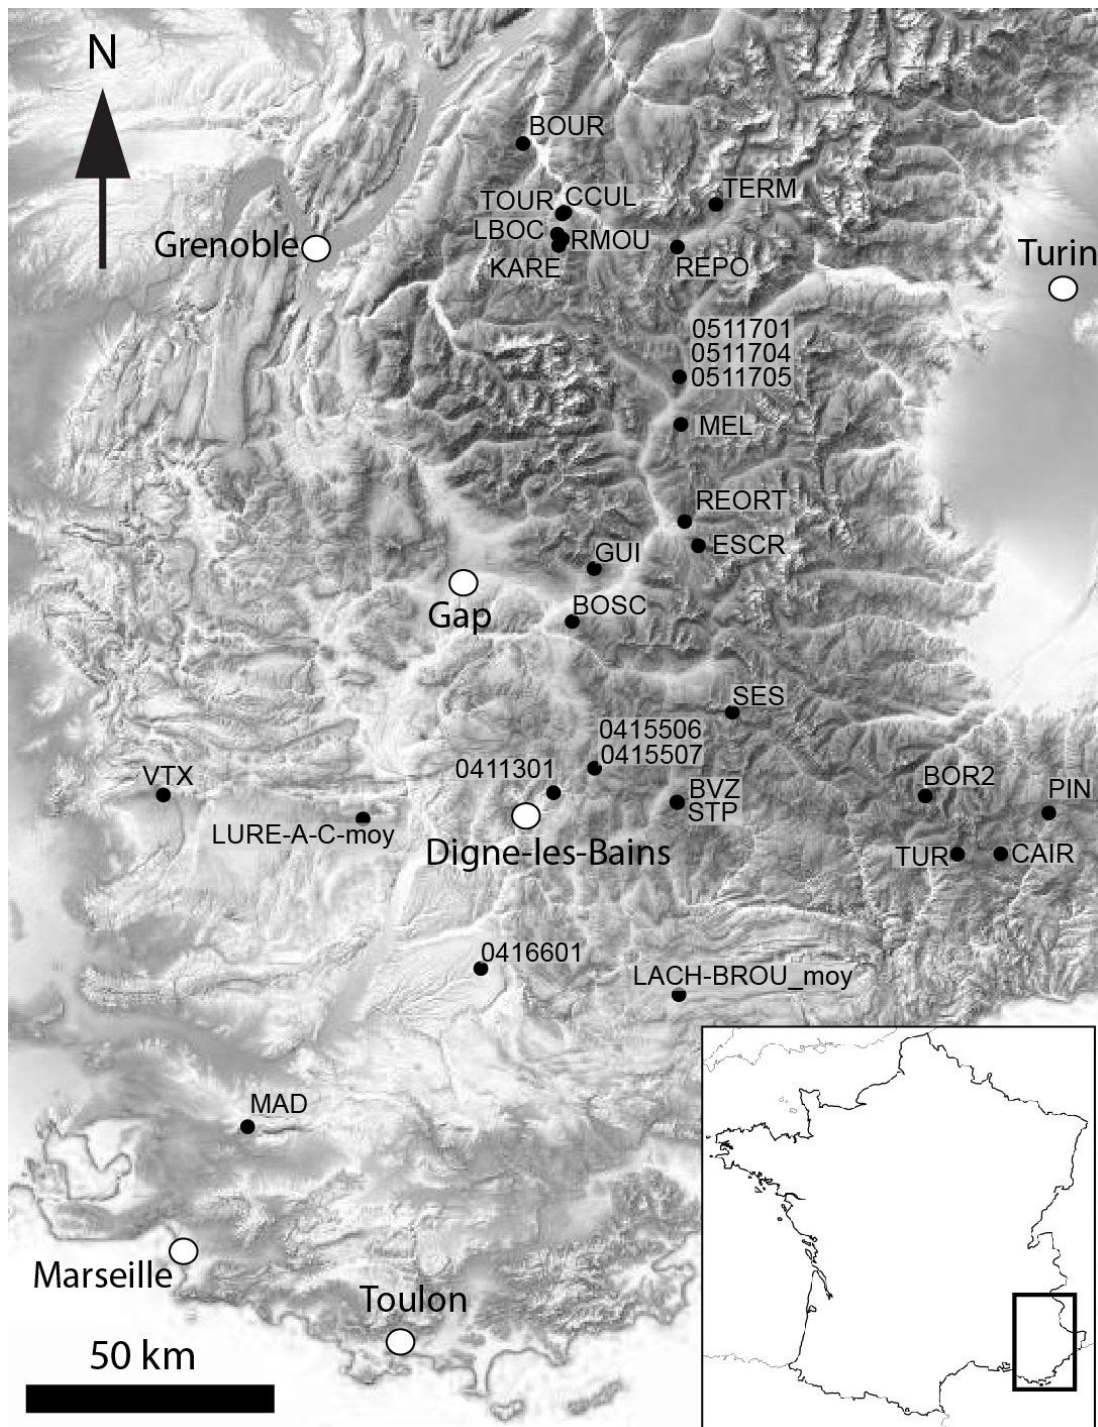 N
BOUR
TOUR CCUL
TERM
LBOC
RMOU
Grenoble
KARE
REPO
Turin
0511701
0511704
0511705
MEL
REORT
ESCR
GUI
Gap
BOSC
SES
0415506
0415507
0411301
VTX
BVZ
STP
BOR2
PIN
LURE-A-C-moy
Digne-les-Bains
TUR
CAIR
0416601
LACH-BROU_moy
MAD
Marseille
Toulon
50 km